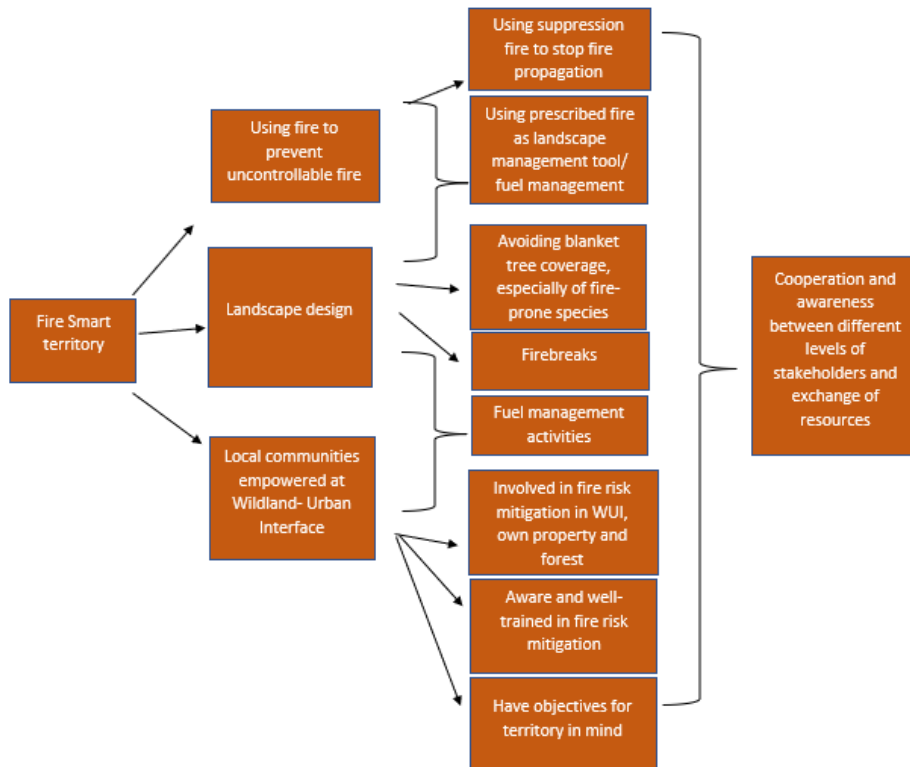 Fire Smart
territory
Using fire to
prevent
uncontrollable fire
Landscape design
Local communities
empowered at
Wildland- Urban
Interface
Using suppression
fire to stop fire
propagation
Using prescribed fire
as landscape
management tool/
fuel management
Avoiding blanket
tree coverage,
especially of fire-
prone species
Firebreaks
Fuel management
activities
Involved in fire risk
mitigation in WUI,
own property and
forest
Aware and well-
trained in fire risk
mitigation
Have objectives for
territory in mind
Cooperation and
awareness
between different
levels of
stakeholders and
exchange of
resources